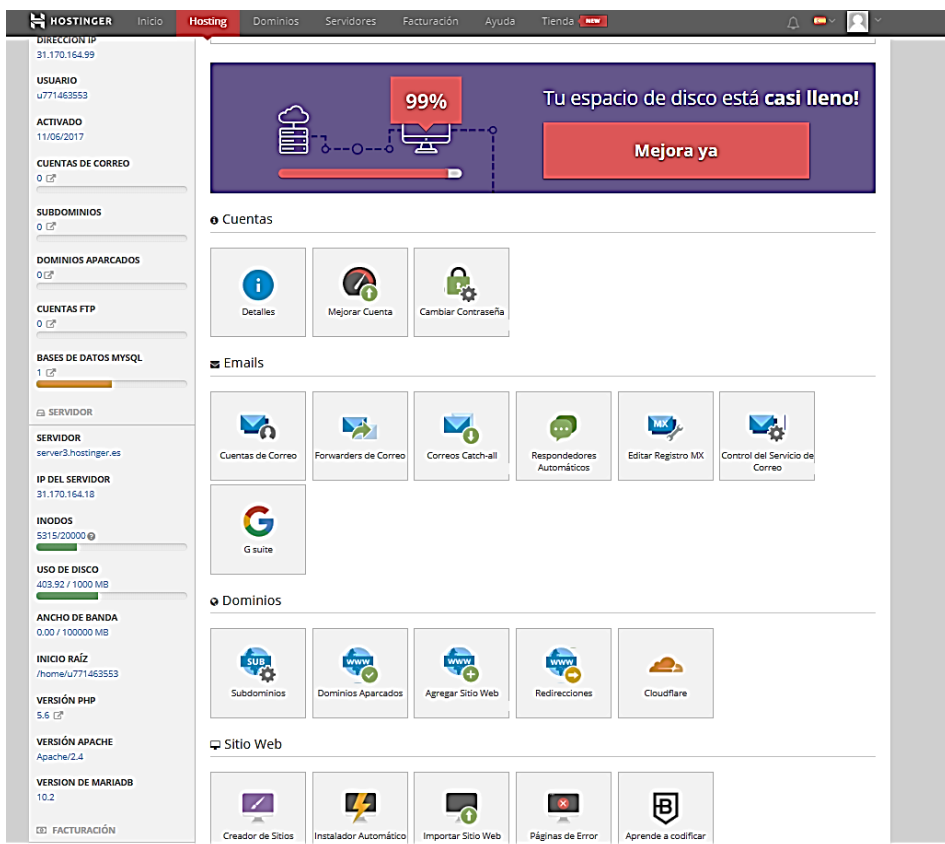 HOSTINGER Inicio Hosting Dominios Servidores Facturación Ayuda Tienda NEW
DIRECCIÓN IP
31.170.164.99
USUARIO
u771463553
ACTIVADO
11/06/2017
CUENTAS DE CORREO
0
SUBDOMINIOS
0
DOMINIOS APARCADOS
0
CUENTAS FTP
0
BASES DE DATOS MYSQL
1
SERVIDOR
SERVIDOR
server3.hostinger.es
IP DEL SERVIDOR
31.170.164.18
INODOS
5315/20000
USO DE DISCO
403.92 / 1000 MB
ANCHO DE BANDA
0.00 / 100000 MB
INICIO RAÍZ
/home/u771463553
VERSIÓN PHP
5.6
VERSIÓN APACHE
Apache/2.4
VERSION DE MARIADB
10.2
FACTURACIÓN
99%
Tu espacio de disco está casi lleno!
Mejora ya
Cuentas
Detalles
Mejorar Cuenta
Cambiar Contraseña
Emails
Cuentas de Correo
Forwarders de Correo
Correos Catch-all
Respondedores
Automáticos
MX
Editar Registro MX
Control del Servicio de
Correo
G
G suite
Dominios
SUB
Subdominios
WWW
Dominios Aparcados
WWW
Agregar Sitio Web
WWW
Redirecciones
Cloudflare
Sitio Web
Creador de Sitios
Instalador Automático
Importar Sitio Web
Páginas de Error
B
Aprende a codificar